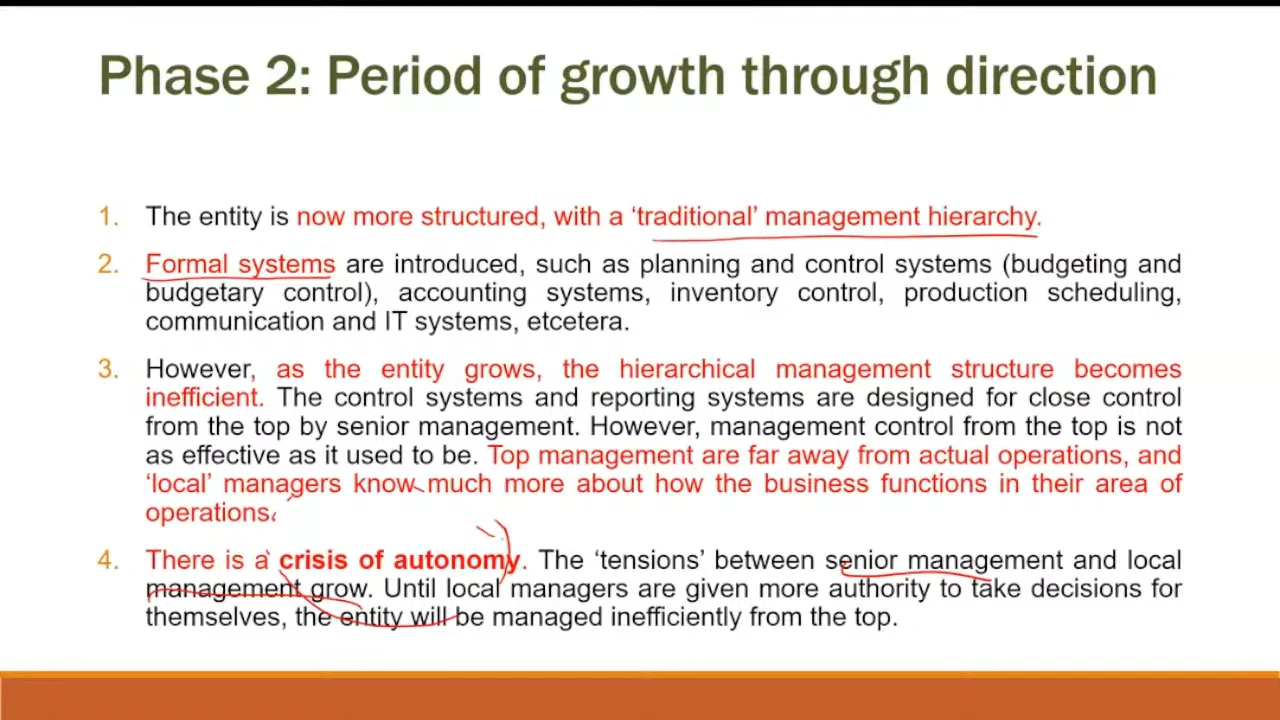 Phase 2: Period of growth through direction
1. The entity is now more structured, with a ‘traditional’ management hierarchy.
2. Formal systems are introduced, such as planning and control systems (budgeting and
budgetary control), accounting systems, inventory control, production scheduling,
communication and IT systems, etcetera.
3. However, as the entity grows, the hierarchical management structure becomes
inefficient. The control systems and reporting systems are designed for close control
from the top by senior management. However, management control from the top is not
as effective as it used to be. Top management are far away from actual operations, and
‘local’ managers know much more about how the business functions in their area of
operations.
4. There is a crisis of autonomy. The ‘tensions’ between senior management and local
management grow. Until local managers are given more authority to take decisions for
themselves, the entity will be managed inefficiently from the top.